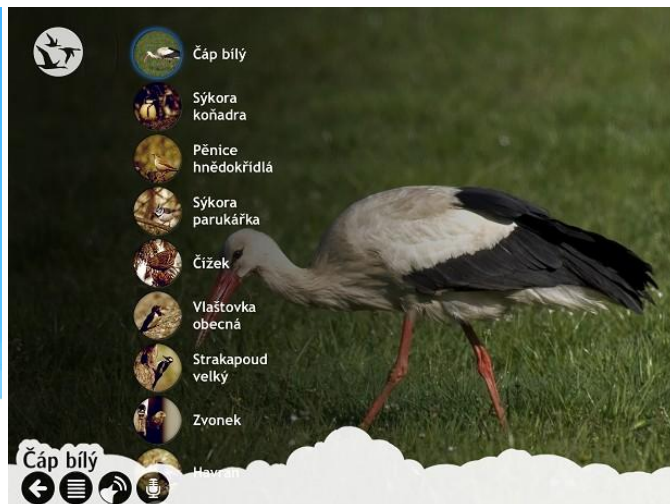 Čáp bílý
Sýkora
koňadra
Pěnice
hnědokřídlá
Sýkora
parukářka
Čížek
Vlaštovka
obecná
Strakapoud
velký
Zvonek
Havran
Čáp bílý